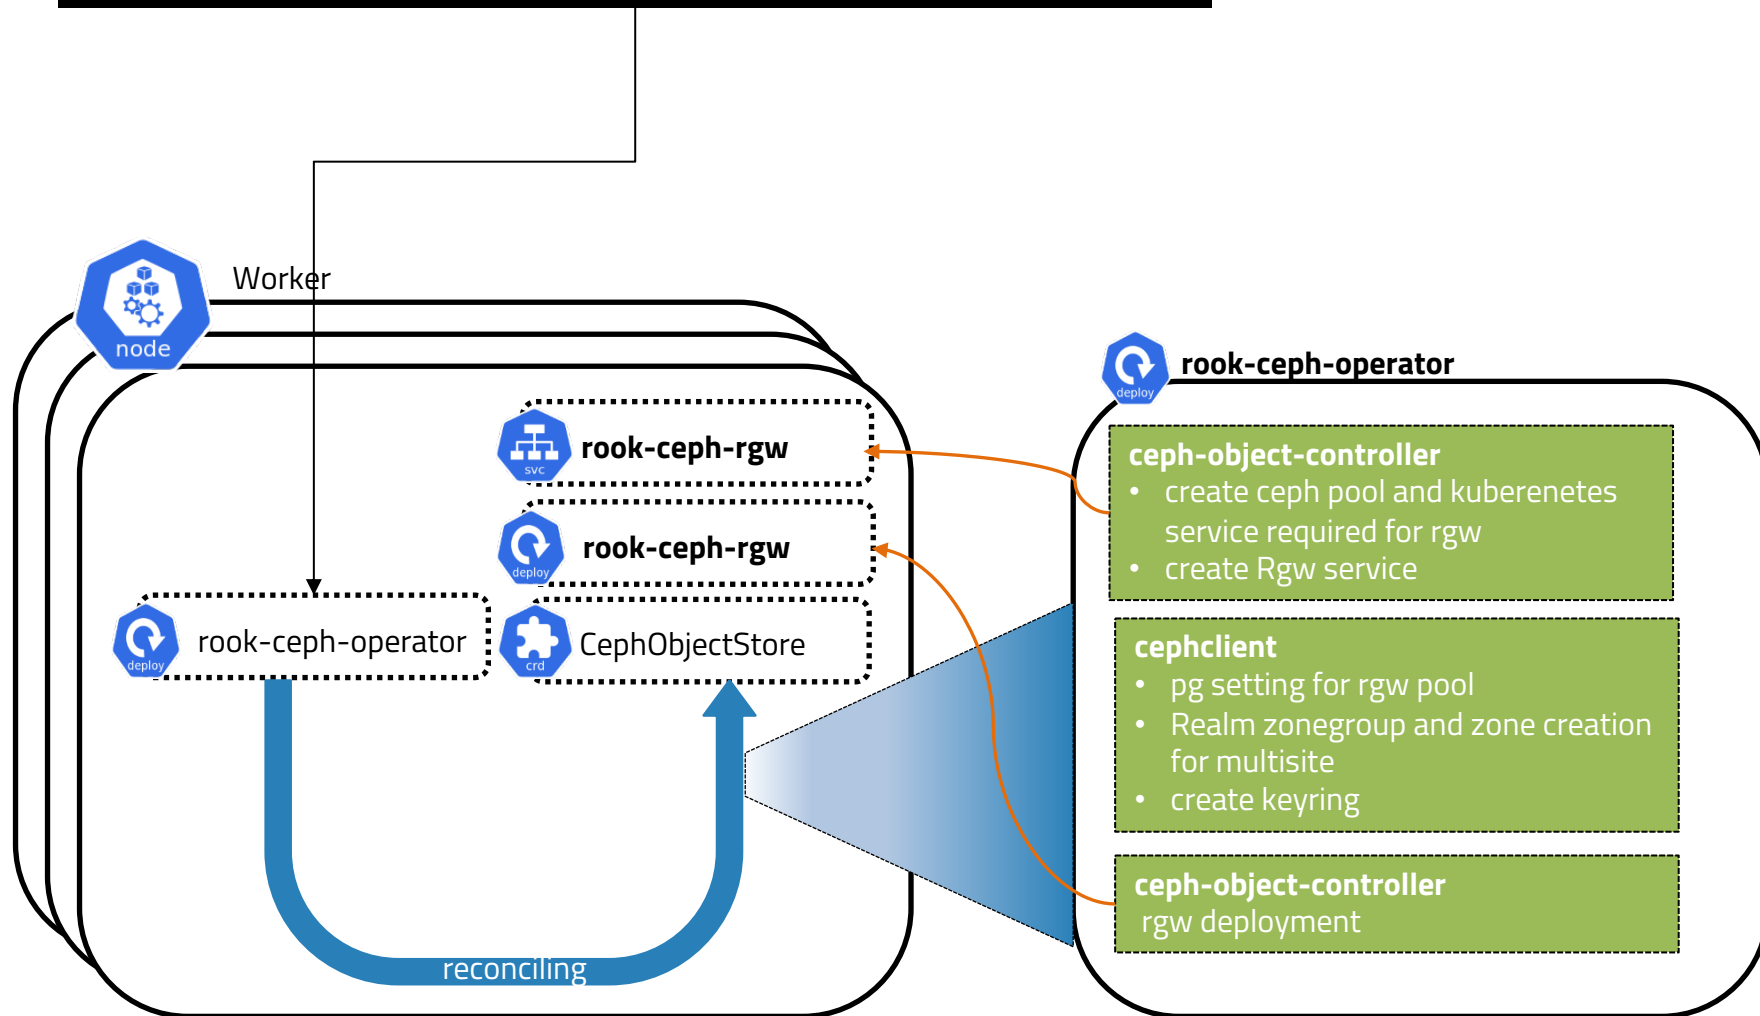 Worker
node
svc
rook-ceph-rgw
deploy
rook-ceph-rgw
deploy
rook-ceph-operator
crd
CephObjectStore
reconciling
deploy
rook-ceph-operator
ceph-object-controller
• create ceph pool and kuberenetes
service required for rgw
• create Rgw service
cephclient
• pg setting for rgw pool
• Realm zonegroup and zone creation
for multisite
• create keyring
ceph-object-controller
rgw deployment